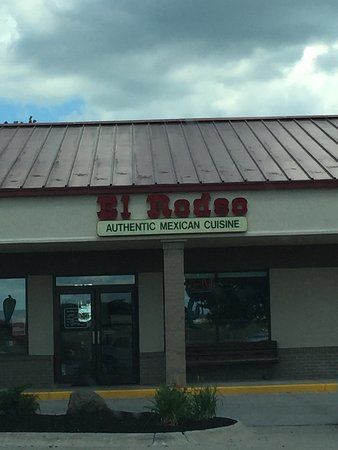 El Rodeo
AUTHENTIC MEXICAN CUISINE